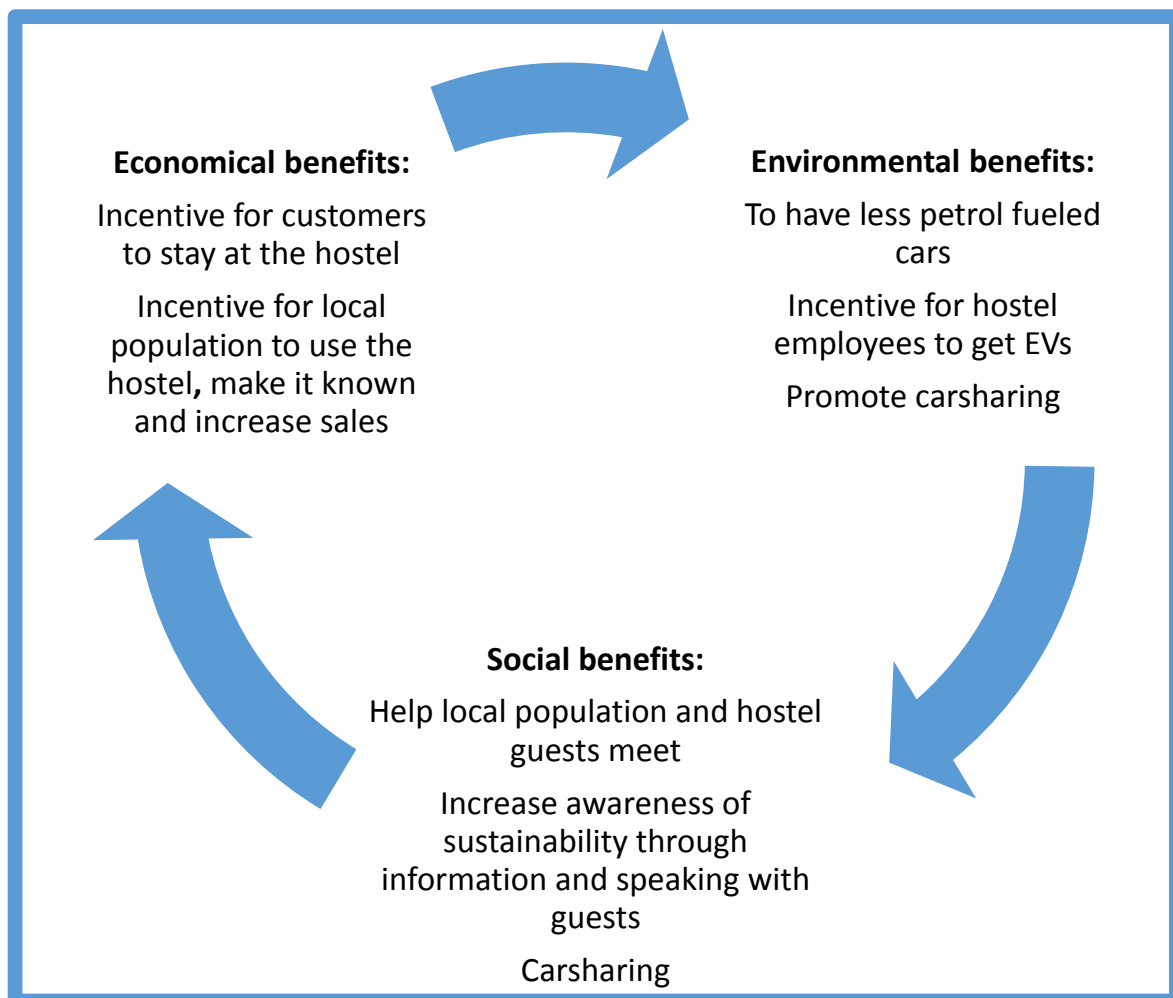 Economical benefits:
Incentive for customers
to stay at the hostel
Incentive for local
population to use the
hostel, make it known
and increase sales
Environmental benefits:
To have less petrol fueled
cars
Incentive for hostel
employees to get EVs
Promote carsharing
Social benefits:
Help local population and hostel
guests meet
Increase awareness of
sustainability through
information and speaking with
guests
Carsharing